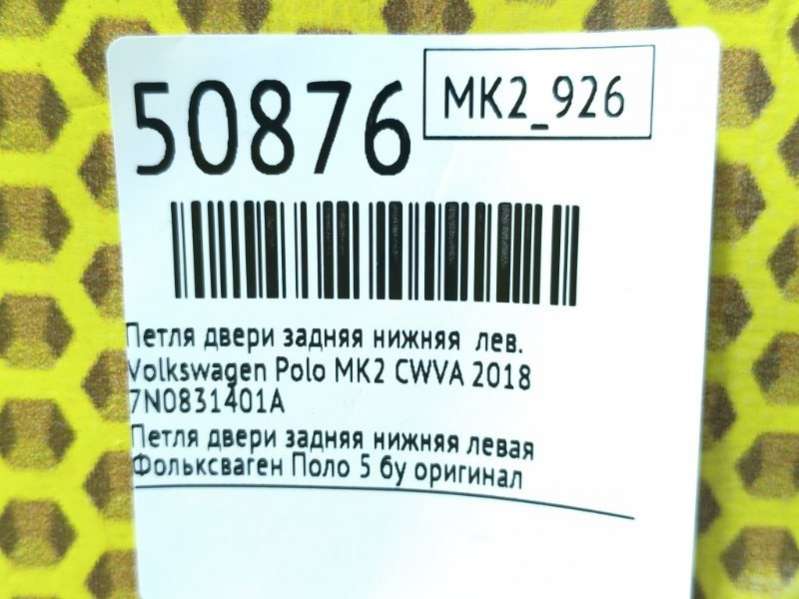 50876
MK2_926
Петля двери задняя нижняя лев.
Volkswagen Polo MK2 CWVA 2018
7N0831401A
Петля двери задняя нижняя левая
Фольксваген Поло 5 бу оригинал